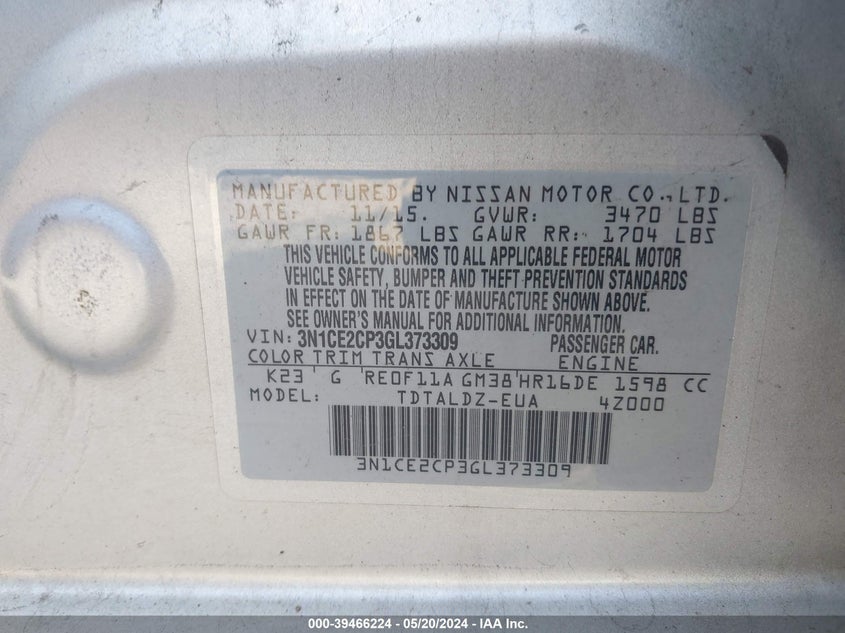 MANUFACTURED BY NISSAN MOTOR CO., LTD.
DATE: 11/15. GVWR: 3470 LBS
GAWR FR: 1867 LBS GAWR RR: 1704 LBS
THIS VEHICLE CONFORMS TO ALL APPLICABLE FEDERAL MOTOR
VEHICLE SAFETY, BUMPER AND THEFT PREVENTION STANDARDS
IN EFFECT ON THE DATE OF MANUFACTURE SHOWN ABOVE.
SEE OWNER'S MANUAL FOR ADDITIONAL INFORMATION.
VIN: 3N1CE2CP3GL373309 PASSENGER CAR.
COLOR TRIM TRANS AXLE ENGINE
K23 G RE0F11A GM38 HR16DE 1598 CC
MODEL: TDTALDZ-EUA 4Z000
3N1CE2CP3GL373309
000-39466224 - 05/20/2024 - IAA Inc.